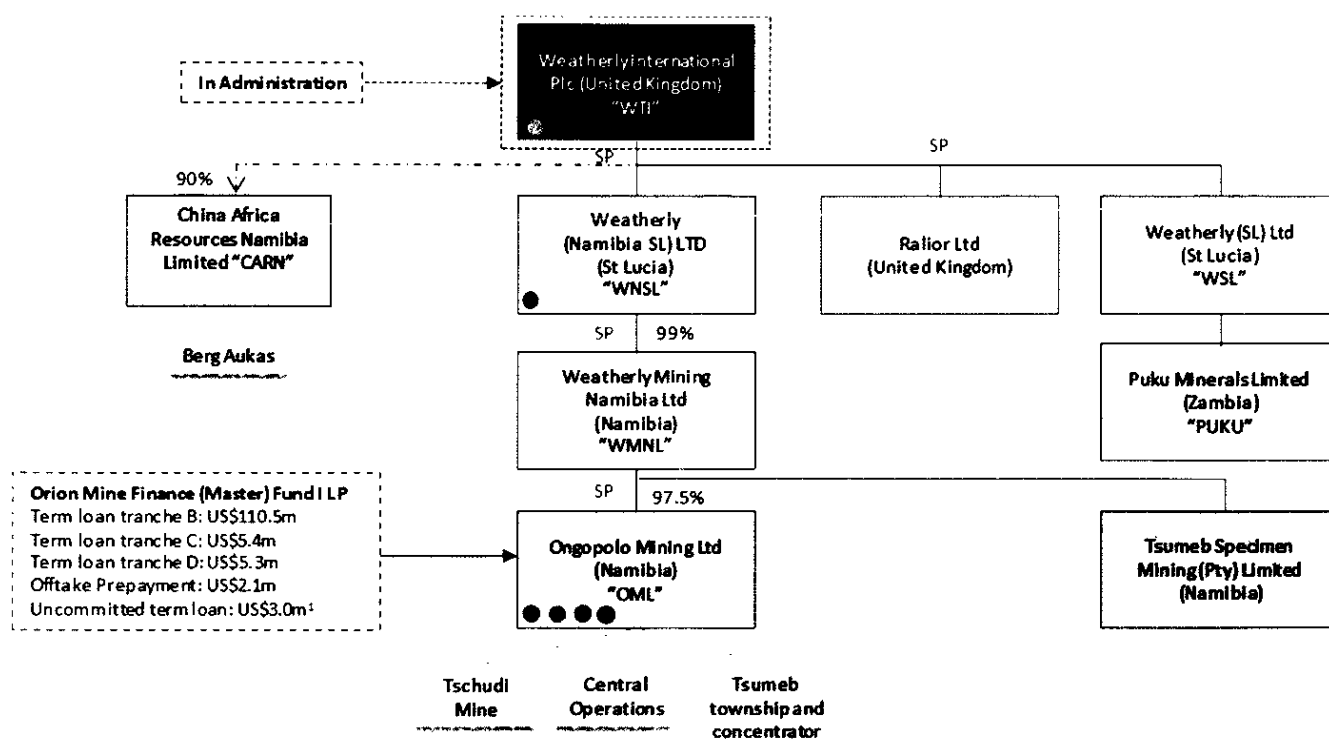 Weatherly international
Plc (United Kingdom)
"WTI"
In Administration
SP
SP
90%
China Africa
Resources Namibia
Limited "CARN"
Weatherly
(Namibia SL) LTD
(St Lucia)
"WNSL"
Ralior Ltd
(United Kingdom)
Weatherly (SL) Ltd
(St Lucia)
"WSL"
SP
99%
Berg Aukas
Weatherly Mining
Namibia Ltd
(Namibia)
"WMNL"
Puku Minerals Limited
(Zambia)
"PUKU"
SP
97.5%
Orion Mine Finance (Master) Fund I LP
Term loan tranche B: US$110.5m
Term loan tranche C: US$5.4m
Term loan tranche D: US$5.3m
Offtake Prepayment: US$2.1m
Uncommitted term loan: US$3.0m¹
Ongopolo Mining Ltd
(Namibia)
"OML"
Tsumeb Specimen
Mining (Pty) Limited
(Namibia)
Tschudi
Mine
Central
Operations
Tsumeb
township and
concentrator